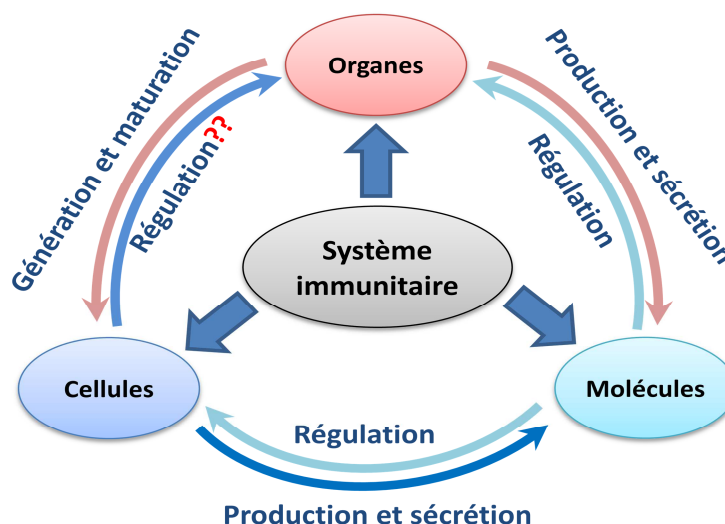 Organes
Génération et maturation
Régulation??
Production et sécrétion
Régulation
Système
immunitaire
Cellules
Molécules
Régulation
Production et sécrétion